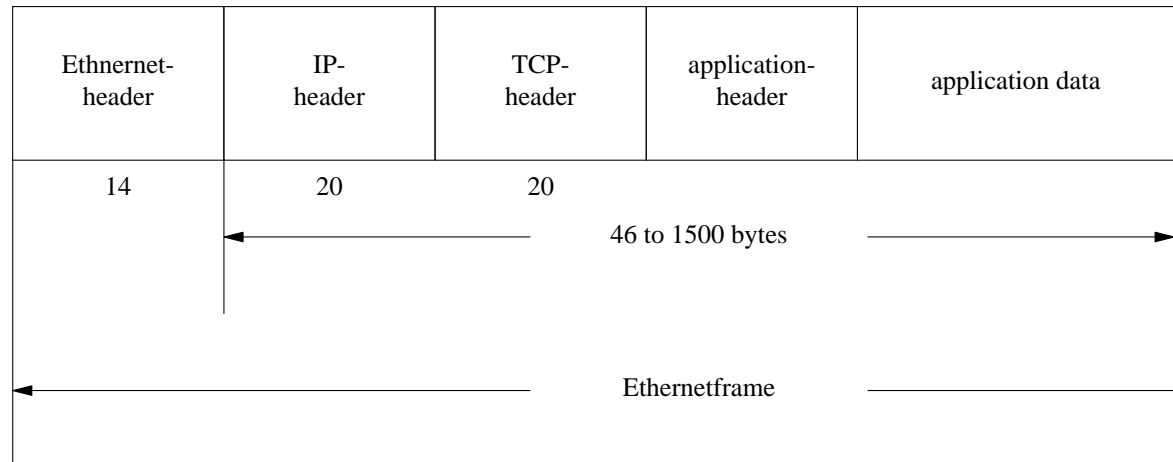 Ethnernet-
header
IP-
header
TCP-
header
application-
header
application data
14
20
20
46 to 1500 bytes
Ethernetframe